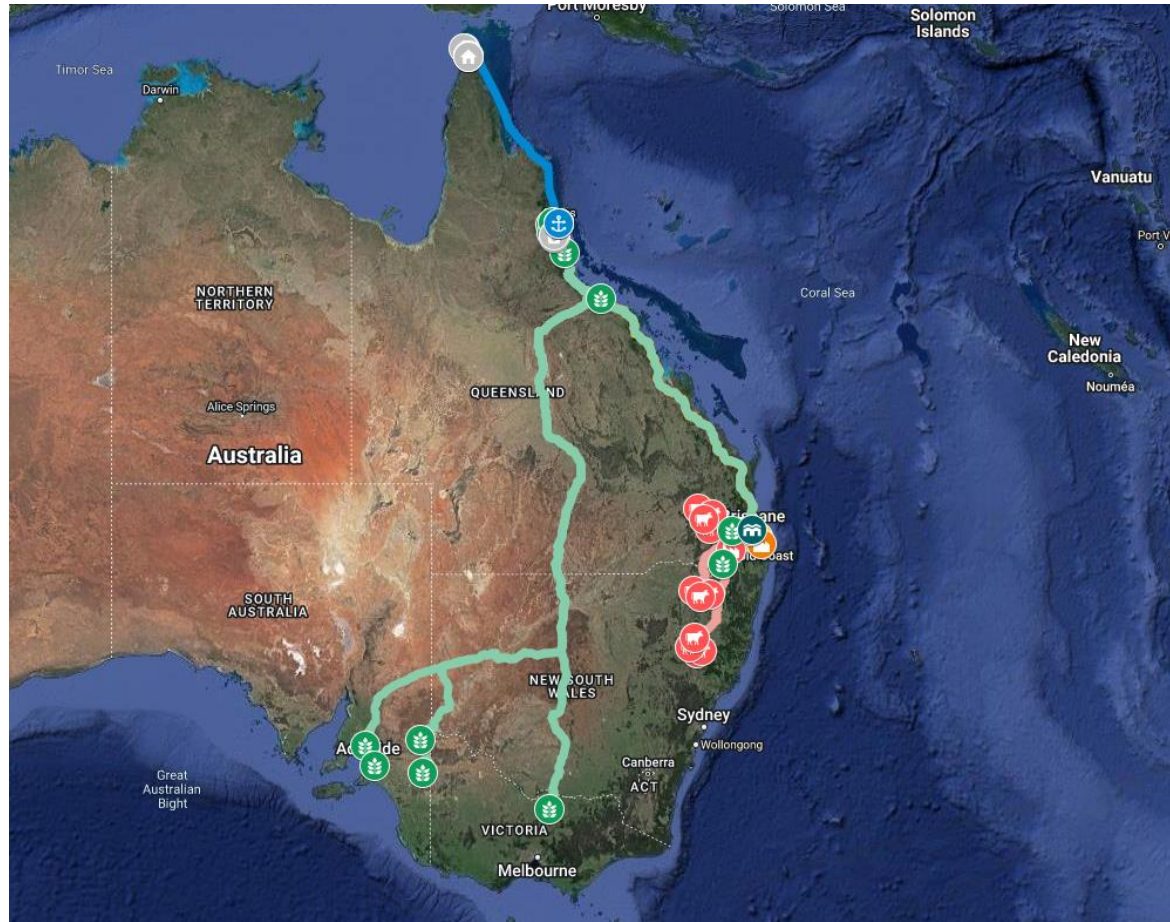 Port Moresby
Solomon Sea
Solomon
Islands
Timor Sea
Darwin
Vanuatu
Port V
NORTHERN
TERRITORY
Coral Sea
New
Caledonia
Nouméa
QUEENSLAND
Alice Springs
Australia
Brisbane
SOUTH
AUSTRALIA
NEW SOUTH
WALES
Sydney
Wollongong
Canberra
ACT
Great
Australian
Bight
VICTORIA
Melbourne